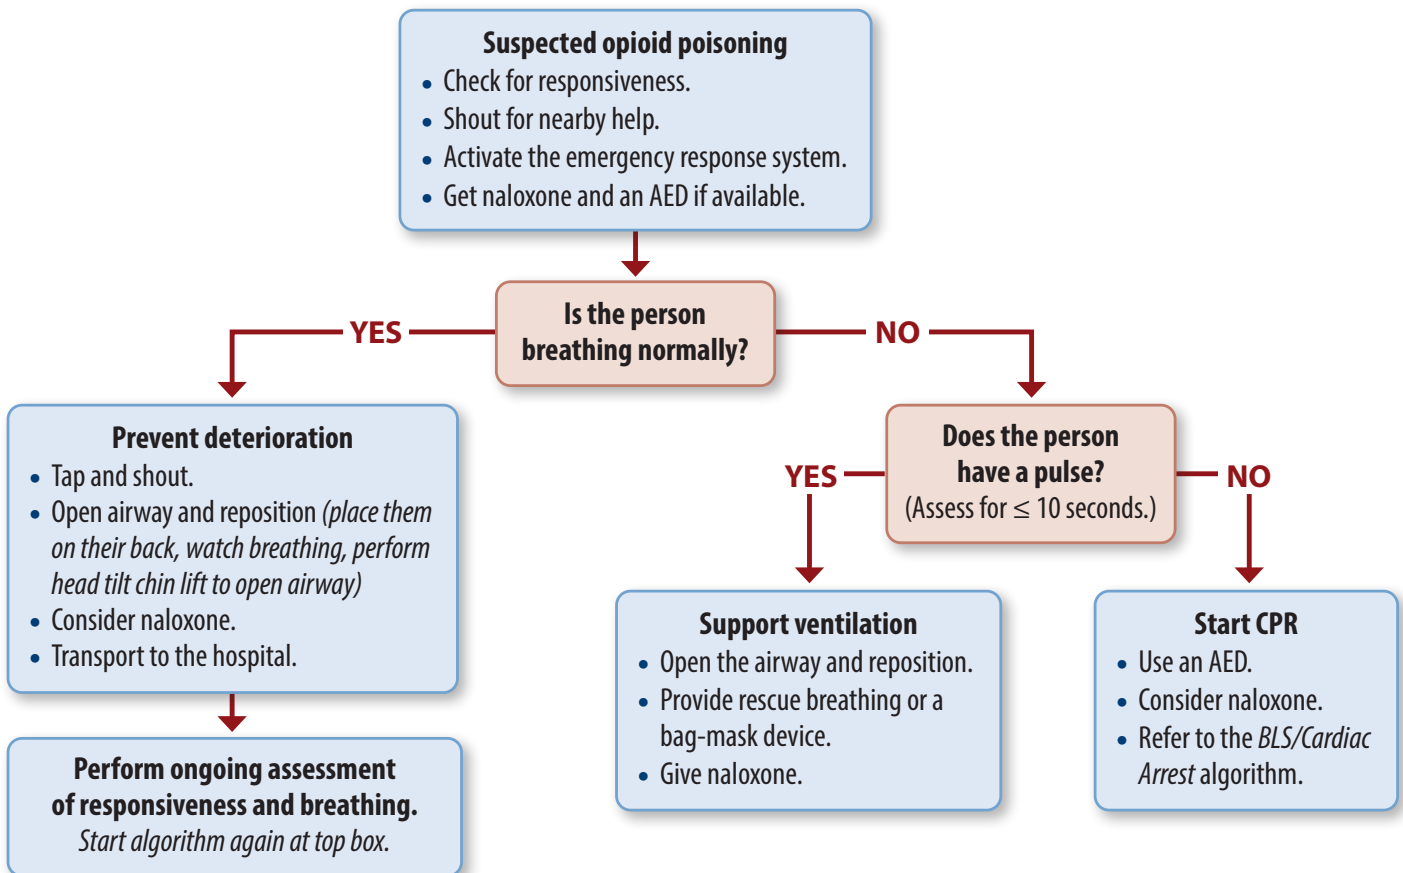 Suspected opioid poisoning
• Check for responsiveness.
• Shout for nearby help.
• Activate the emergency response system.
• Get naloxone and an AED if available.
Is the person
breathing normally?
YES
NO
Prevent deterioration
• Tap and shout.
• Open airway and reposition (place them
on their back, watch breathing, perform
head tilt chin lift to open airway)
• Consider naloxone.
• Transport to the hospital.
Perform ongoing assessment
of responsiveness and breathing.
Start algorithm again at top box.
Does the person
have a pulse?
(Assess for ≤ 10 seconds.)
YES
NO
Support ventilation
• Open the airway and reposition.
• Provide rescue breathing or a
bag-mask device.
• Give naloxone.
Start CPR
• Use an AED.
• Consider naloxone.
• Refer to the BLS/Cardiac
Arrest algorithm.